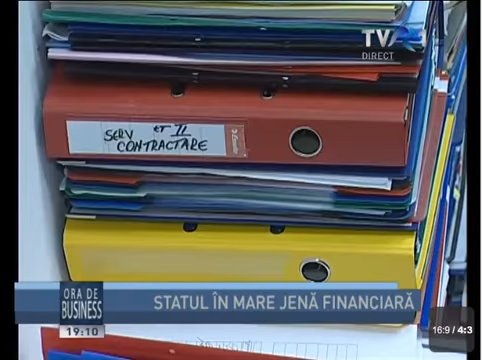 TVR
DIRECT
SERV ET II
CONTRACTARE
ORA DE
BUSINESS
STATUL ÎN MARE JENĂ FINANCIARĂ
19:10
16:9 / 4:3